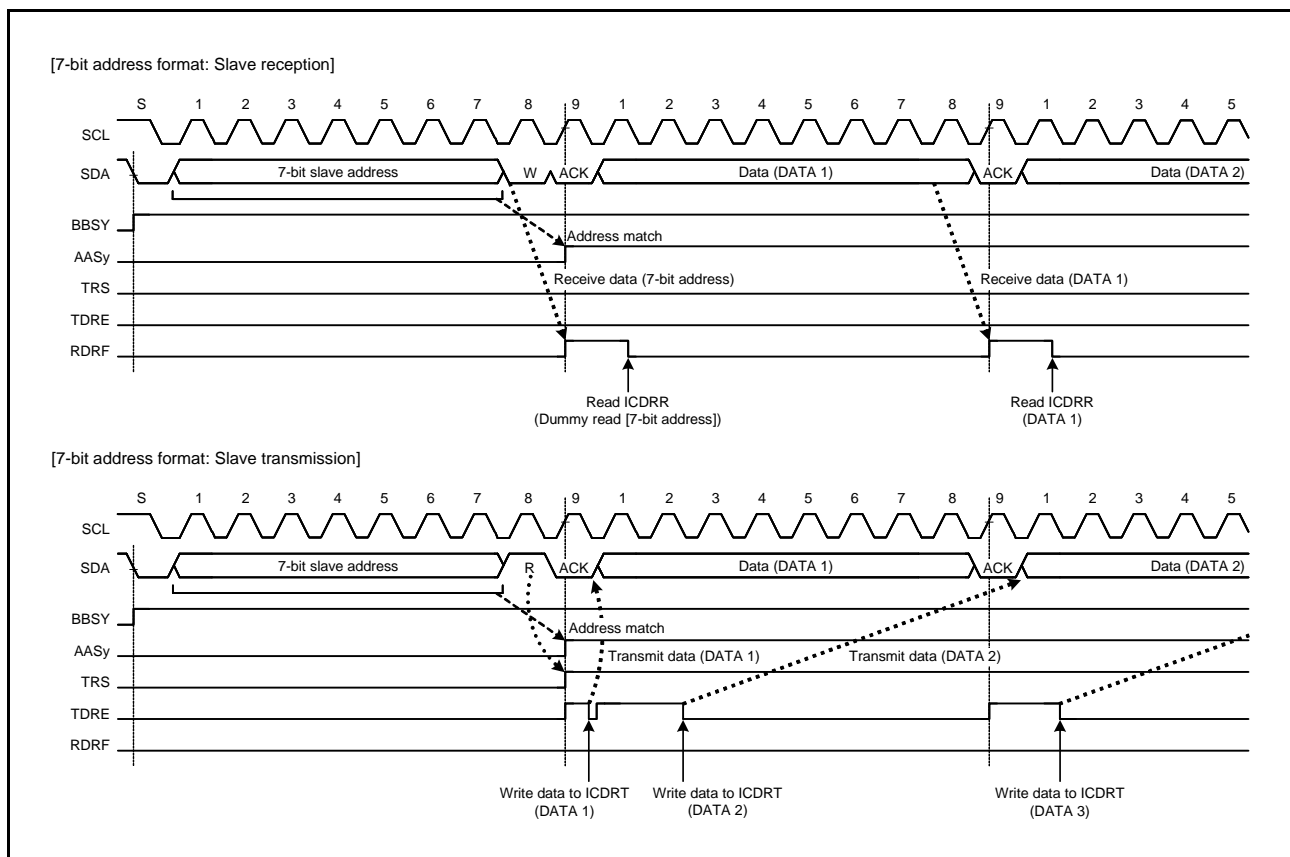 [7-bit address format: Slave reception]
S 1 2 3 4 5 6 7 8 9 1 2 3 4 5 6 7 8 9 1 2 3 4 5
SCL
SDA 7-bit slave address W ACK Data (DATA 1) ACK Data (DATA 2)
BBSY
Address match
AASy
Receive data (7-bit address) Receive data (DATA 1)
TRS
TDRE
RDRF
Read ICDRR Read ICDRR
(Dummy read [7-bit address]) (DATA 1)
[7-bit address format: Slave transmission]
S 1 2 3 4 5 6 7 8 9 1 2 3 4 5 6 7 8 9 1 2 3 4 5
SCL
SDA 7-bit slave address R ACK Data (DATA 1) ACK Data (DATA 2)
BBSY
Address match
AASy
Transmit data (DATA 1) Transmit data (DATA 2)
TRS
TDRE
RDRF
Write data to ICDRT Write data to ICDRT Write data to ICDRT
(DATA 1) (DATA 2) (DATA 3)